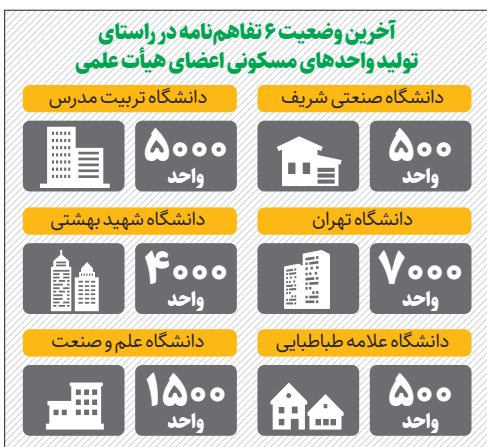 آخرین وضعیت ۶ تفاهم‌نامه در راستای
تولید واحدهای مسکونی اعضای هیأت علمی
دانشگاه صنعتی شریف
۵۰۰
واحد
دانشگاه تربیت مدرس
۵۰۰۰
واحد
دانشگاه تهران
۷۰۰۰
واحد
دانشگاه شهید بهشتی
۴۰۰۰
واحد
دانشگاه علامه طباطبایی
۵۰۰
واحد
دانشگاه علم و صنعت
۱۵۰۰
واحد